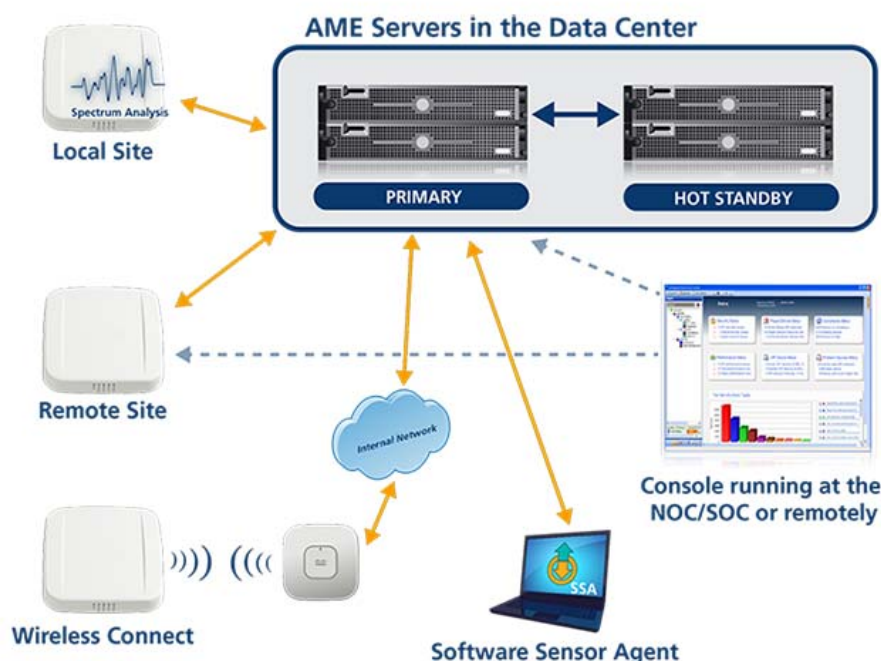 AME Servers in the Data Center
Spectrum Analysis
Local Site
PRIMARY
HOT STANDBY
Remote Site
Internal Network
Console running at the
NOC/SOC or remotely
SSA
Wireless Connect
Software Sensor Agent